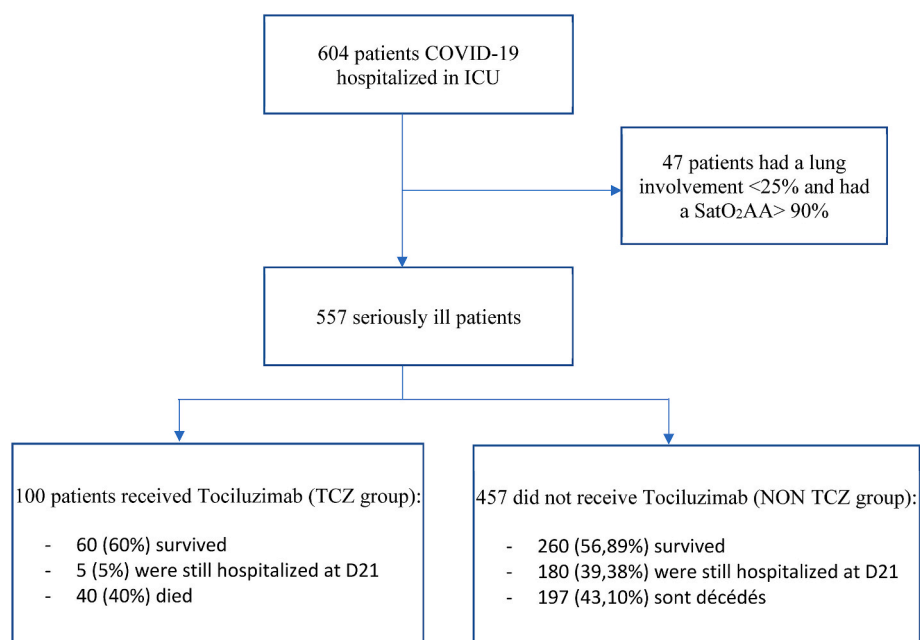 604 patients COVID-19
hospitalized in ICU
47 patients had a lung
involvement <25% and had
a SatO₂AA> 90%
557 seriously ill patients
100 patients received Tociluzimab (TCZ group):
- 60 (60%) survived
- 5 (5%) were still hospitalized at D21
- 40 (40%) died
457 did not receive Tociluzimab (NON TCZ group):
- 260 (56,89%) survived
- 180 (39,38%) were still hospitalized at D21
- 197 (43,10%) sont décédés